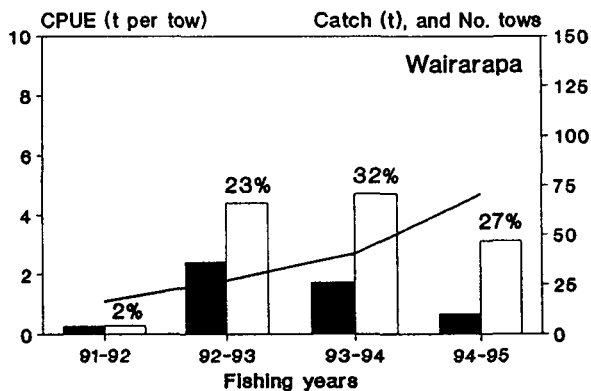 CPUE (t per tow) Catch (t), and No. tows
10 150
Wairarapa
8 125
6 100
4 75
2 50
0 25
0
2% 23% 32% 27%
91-92 92-93 93-94 94-95
Fishing years